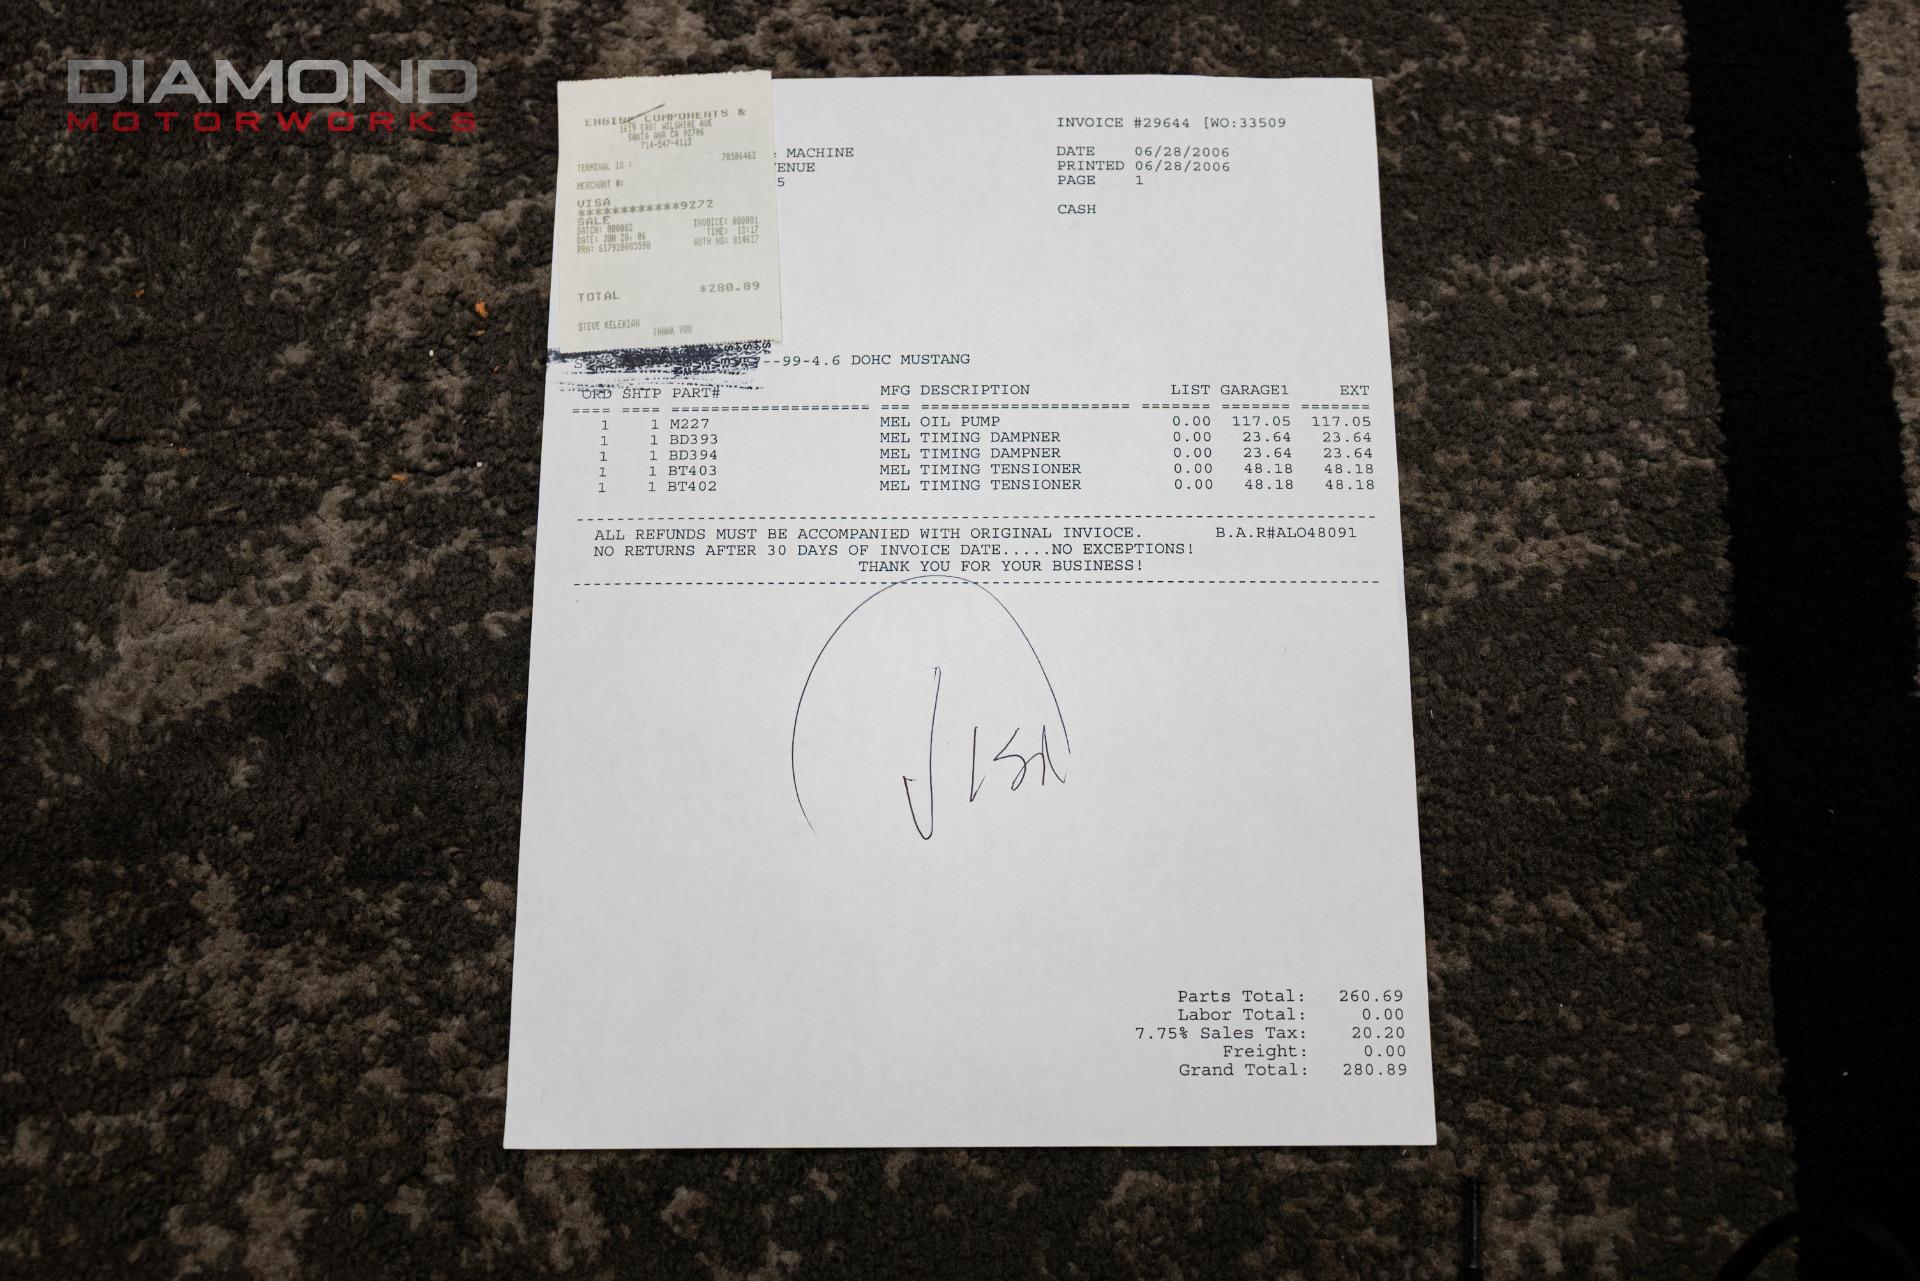 DIAMOND
MOTORWORKS
ENGINE COMPONENTS &
1619 EAST WILSHIRE AVE
SANTA ANA CA 92706
714-547-4113
TERMINAL ID : 78586462
MERCHANT #:
VISA
************9272
SALE
BATCH: 000002 INVOICE: 000001
DATE: JUN 28, 06 TIME: 13:17
RRN: 617920005590 AUTH NO: 014627
TOTAL $280.89
STEVE KELEKIAN
THANK YOU
MACHINE
ENUE
5
INVOICE #29644 [WO:33509
DATE 06/28/2006
PRINTED 06/28/2006
PAGE 1
CASH
--99-4.6 DOHC MUSTANG
ORD SHIP PART# MFG DESCRIPTION LIST GARAGE1 EXT
1 1 M227 MEL OIL PUMP 0.00 117.05 117.05
1 1 BD393 MEL TIMING DAMPNER 0.00 23.64 23.64
1 1 BD394 MEL TIMING DAMPNER 0.00 23.64 23.64
1 1 BT403 MEL TIMING TENSIONER 0.00 48.18 48.18
1 1 BT402 MEL TIMING TENSIONER 0.00 48.18 48.18
ALL REFUNDS MUST BE ACCOMPANIED WITH ORIGINAL INVIOCE. B.A.R#ALO48091
NO RETURNS AFTER 30 DAYS OF INVOICE DATE.....NO EXCEPTIONS!
THANK YOU FOR YOUR BUSINESS!
VISA
Parts Total: 260.69
Labor Total: 0.00
7.75% Sales Tax: 20.20
Freight: 0.00
Grand Total: 280.89